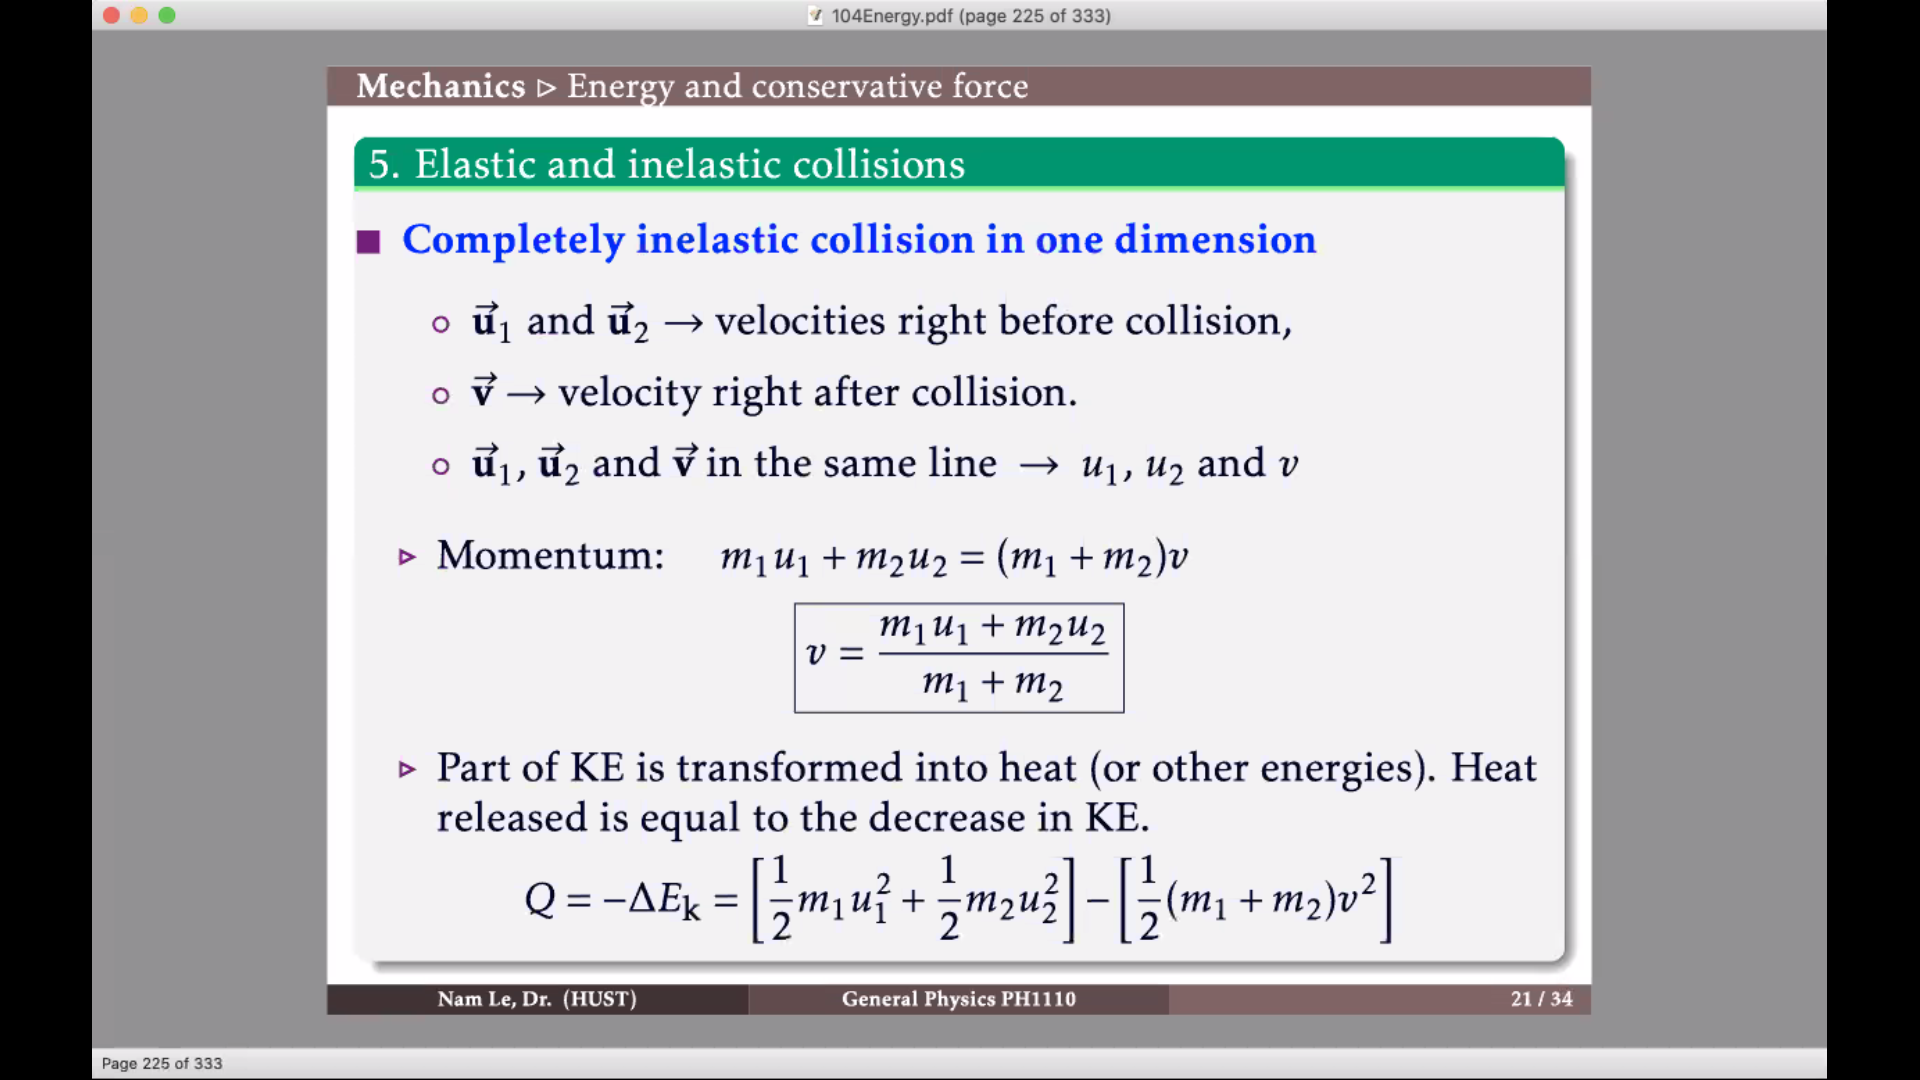 104Energy.pdf (page 225 of 333)
Mechanics ▷ Energy and conservative force
5. Elastic and inelastic collisions
■ Completely inelastic collision in one dimension
○ $\vec{\mathbf{u}}_1$ and $\vec{\mathbf{u}}_2$ → velocities right before collision,
○ $\vec{\mathbf{v}}$ → velocity right after collision.
○ $\vec{\mathbf{u}}_1$, $\vec{\mathbf{u}}_2$ and $\vec{\mathbf{v}}$ in the same line → $u_1$, $u_2$ and $v$
▷ Momentum: $m_1u_1 + m_2u_2 = (m_1 + m_2)v$
$v = \frac{m_1u_1 + m_2u_2}{m_1 + m_2}$
▷ Part of KE is transformed into heat (or other energies). Heat
released is equal to the decrease in KE.
$Q = -\Delta E_{\mathrm{k}} = \left[\frac{1}{2}m_1u_1^2 + \frac{1}{2}m_2u_2^2\right] - \left[\frac{1}{2}(m_1 + m_2)v^2\right]$
Nam Le, Dr. (HUST) General Physics PH1110 21 / 34
Page 225 of 333